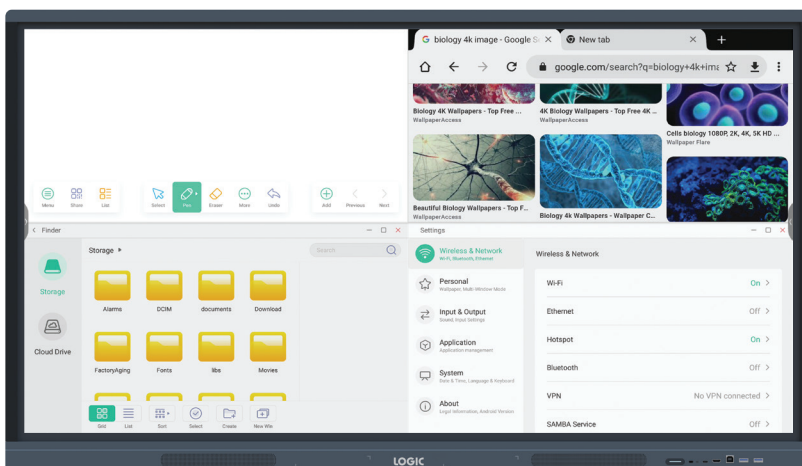 Menu
Share
List
Select
Pen
Eraser
More
Undo
Add
Previous
Next
biology 4k image - Google S
New tab
google.com/search?q=biology+4k+ima
Biology 4K Wallpapers - Top Free ...
WallpaperAccess
4K Biology Wallpapers - Top Free 4K ...
WallpaperAccess
Cells biology 1080P, 2K, 4K, 5K HD ...
Wallpaper Flare
Beautiful Biology Wallpapers - Top F...
WallpaperAccess
Biology 4k Wallpapers - Wallpaper C...
Finder
Storage
Cloud Drive
Storage
Search
Alarms
DCIM
documents
Download
FactoryAging
Fonts
libs
Movies
Grid
List
Sort
Select
Create
New Win
Settings
Wireless & Network
Wi-Fi, Bluetooth, Ethernet
Personal
Wallpaper, Multi-Window Mode
Input & Output
Sound, Input Settings
Application
Application management
System
Date & Time, Language & Keyboard
About
Legal Information, Android Version
Wireless & Network
Wi-Fi On
Ethernet Off
Hotspot On
Bluetooth Off
VPN No VPN connected
SAMBA Service Off
LOGIC